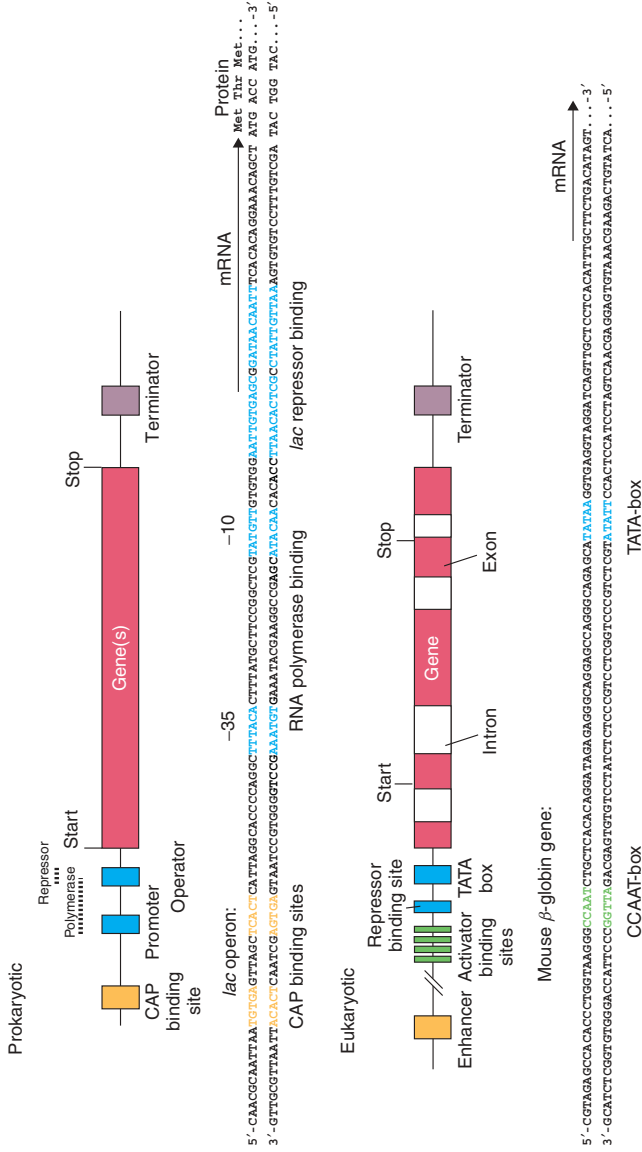 Prokaryotic
Repressor
Polymerase
Start
Stop
Gene(s)
CAP
binding
site
Promoter
Operator
Terminator
lac operon:
−35
−10
mRNA
Protein
Met Thr Met...
5′-CAACGCAATTAATGTGAGTTAGCTCACTCATTAGGCACCCCAGGCTTTACACTTTATGCTTCCGGCTCGTATGTTGTGTGGAATTGTGAGCGGATAACAATTTCACACAGGAAACAGCT ATG ACC ATG...-3′
3′-GTTGCGTTAATTACACTCAATCGAGTGAGTAATCCGTGGGGTCCGAAATGTGAAATACGAAGGCCGAGCATACAACACACCTTAACACTCGCCTATTGTTAAAGTGTGTCCTTTGTCGA TAC TGG TAC...-5′
CAP binding sites
RNA polymerase binding
lac repressor binding
Eukaryotic
Repressor
binding site
Start
Stop
Gene
Enhancer
Activator
binding
sites
TATA
box
Intron
Exon
Terminator
Mouse β-globin gene:
mRNA
5′-CGTAGAGCCACACCCTGGTAAGGGCCAATCTGCTCACACAGGATAGAGAGGGCAGGAGCCAGGGCAGAGCATATAAGGTGAGGTAGGATCAGTTGCTCCTCACATTTGCTTCTGACATAGT...-3′
3′-GCATCTCGGTGTGGGACCATTCCCGGTTAGACGAGTGTGTCCTATCTCTCCCGTCCTCGGTCCCGTCTCGTATATTCCACTCCATCCTAGTCAACGAGGAGTGTAAACGAAGACTGTATCA...-5′
CCAAT-box
TATA-box